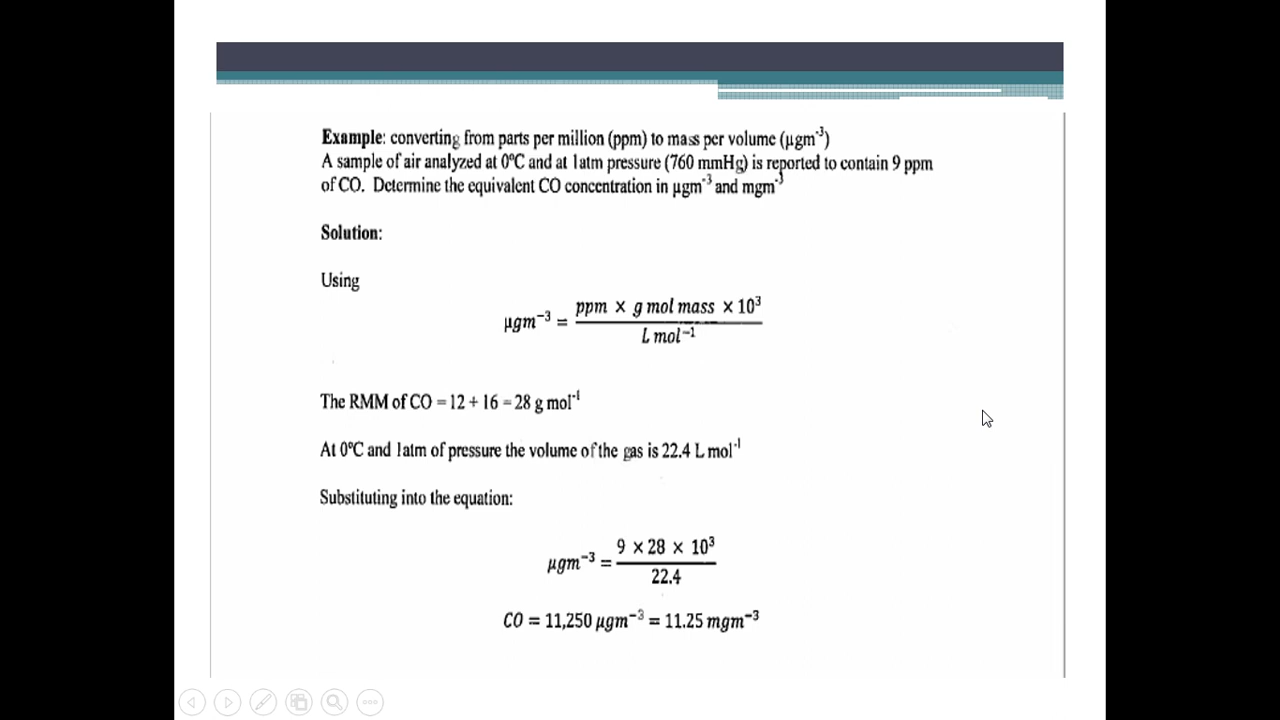 Example: converting from parts per million (ppm) to mass per volume (µgm⁻³)
A sample of air analyzed at 0ºC and at 1atm pressure (760 mmHg) is reported to contain 9 ppm
of CO. Determine the equivalent CO concentration in µgm⁻³ and mgm⁻³
Solution:
Using
µgm⁻³ = ppm × g mol mass × 10³ / L mol⁻¹
The RMM of CO = 12 + 16 = 28 g mol⁻¹
At 0ºC and 1atm of pressure the volume of the gas is 22.4 L mol⁻¹
Substituting into the equation:
µgm⁻³ = 9 × 28 × 10³ / 22.4
CO = 11,250 µgm⁻³ = 11.25 mgm⁻³